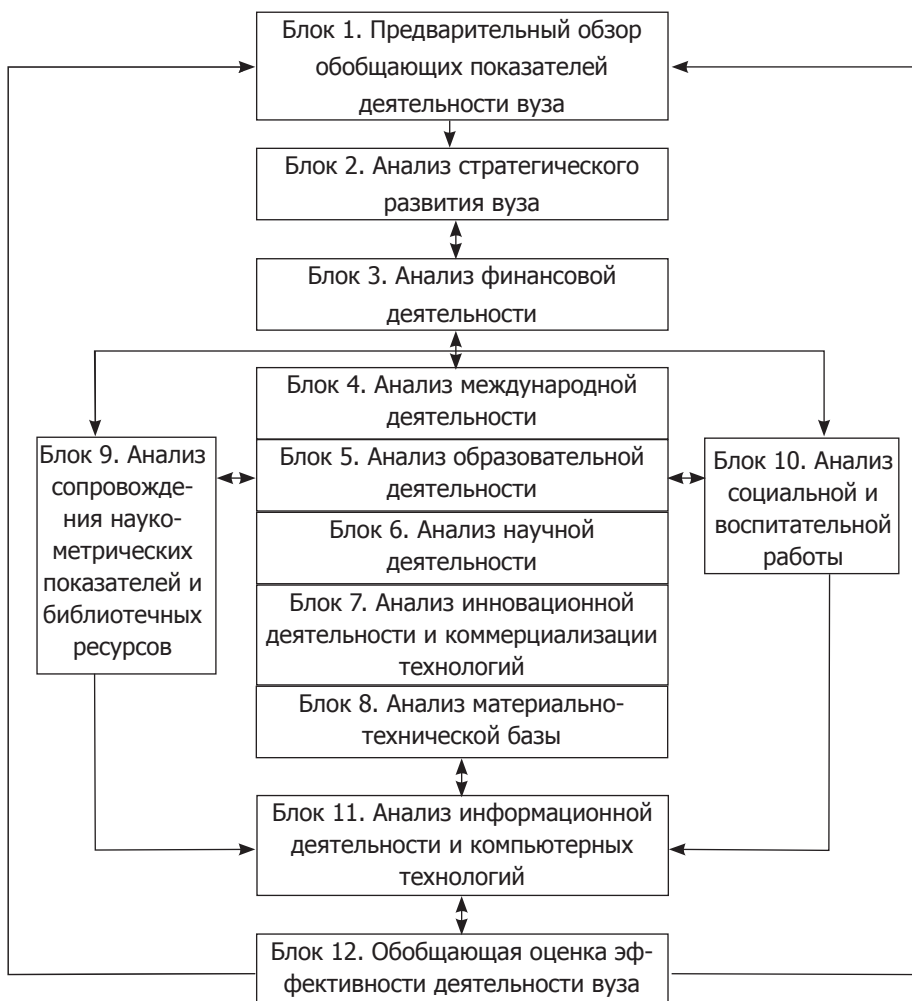 Блок 1. Предварительный обзор
обобщающих показателей
деятельности вуза
Блок 2. Анализ стратегического
развития вуза
Блок 3. Анализ финансовой
деятельности
Блок 4. Анализ международной
деятельности
Блок 5. Анализ образовательной
деятельности
Блок 6. Анализ научной
деятельности
Блок 7. Анализ инновационной
деятельности и коммерциализации
технологий
Блок 8. Анализ материально-
технической базы
Блок 9. Анализ
сопровожде-
ния науко-
метрических
показателей и
библиотечных
ресурсов
Блок 10. Анализ
социальной и
воспитательной
работы
Блок 11. Анализ информационной
деятельности и компьютерных
технологий
Блок 12. Обобщающая оценка эф-
фективности деятельности вуза